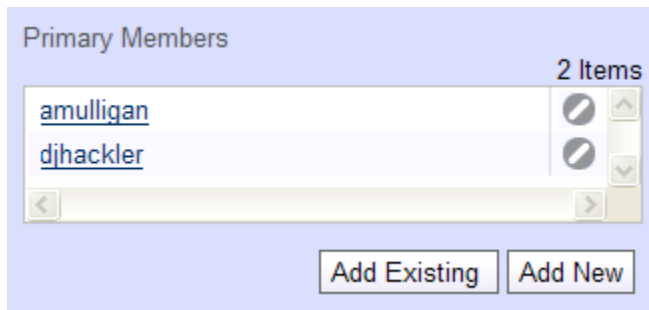 Primary Members
2 Items
amulligan
djhackler
Add Existing Add New